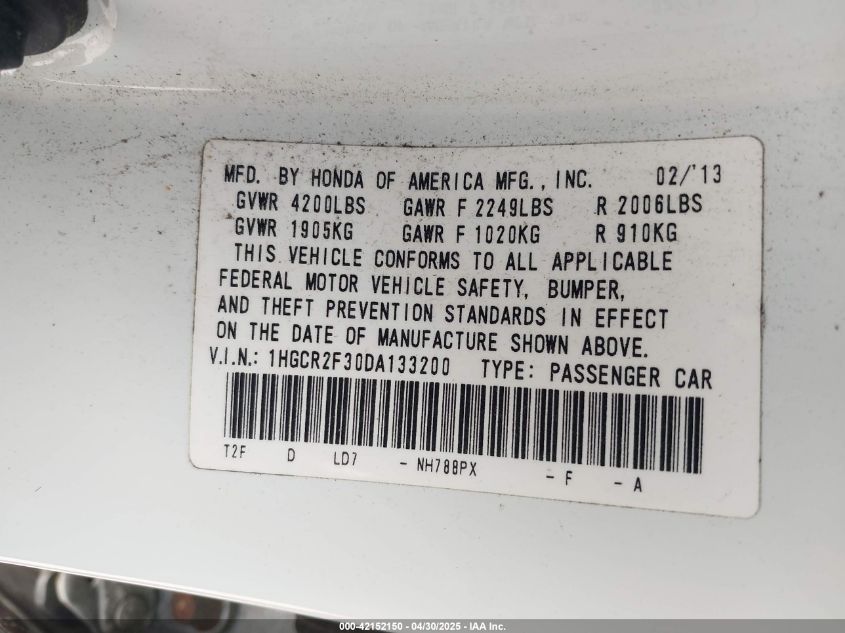 MFD. BY HONDA OF AMERICA MFG., INC. 02/'13
GVWR 4200LBS GAWR F 2249LBS R 2006LBS
GVWR 1905KG GAWR F 1020KG R 910KG
THIS VEHICLE CONFORMS TO ALL APPLICABLE
FEDERAL MOTOR VEHICLE SAFETY, BUMPER,
AND THEFT PREVENTION STANDARDS IN EFFECT
ON THE DATE OF MANUFACTURE SHOWN ABOVE.
V.I.N.: 1HGCR2F30DA133200 TYPE: PASSENGER CAR
T2F D LD7 - NH788PX - F - A
000-42152150 - 04/30/2025 - IAA Inc.